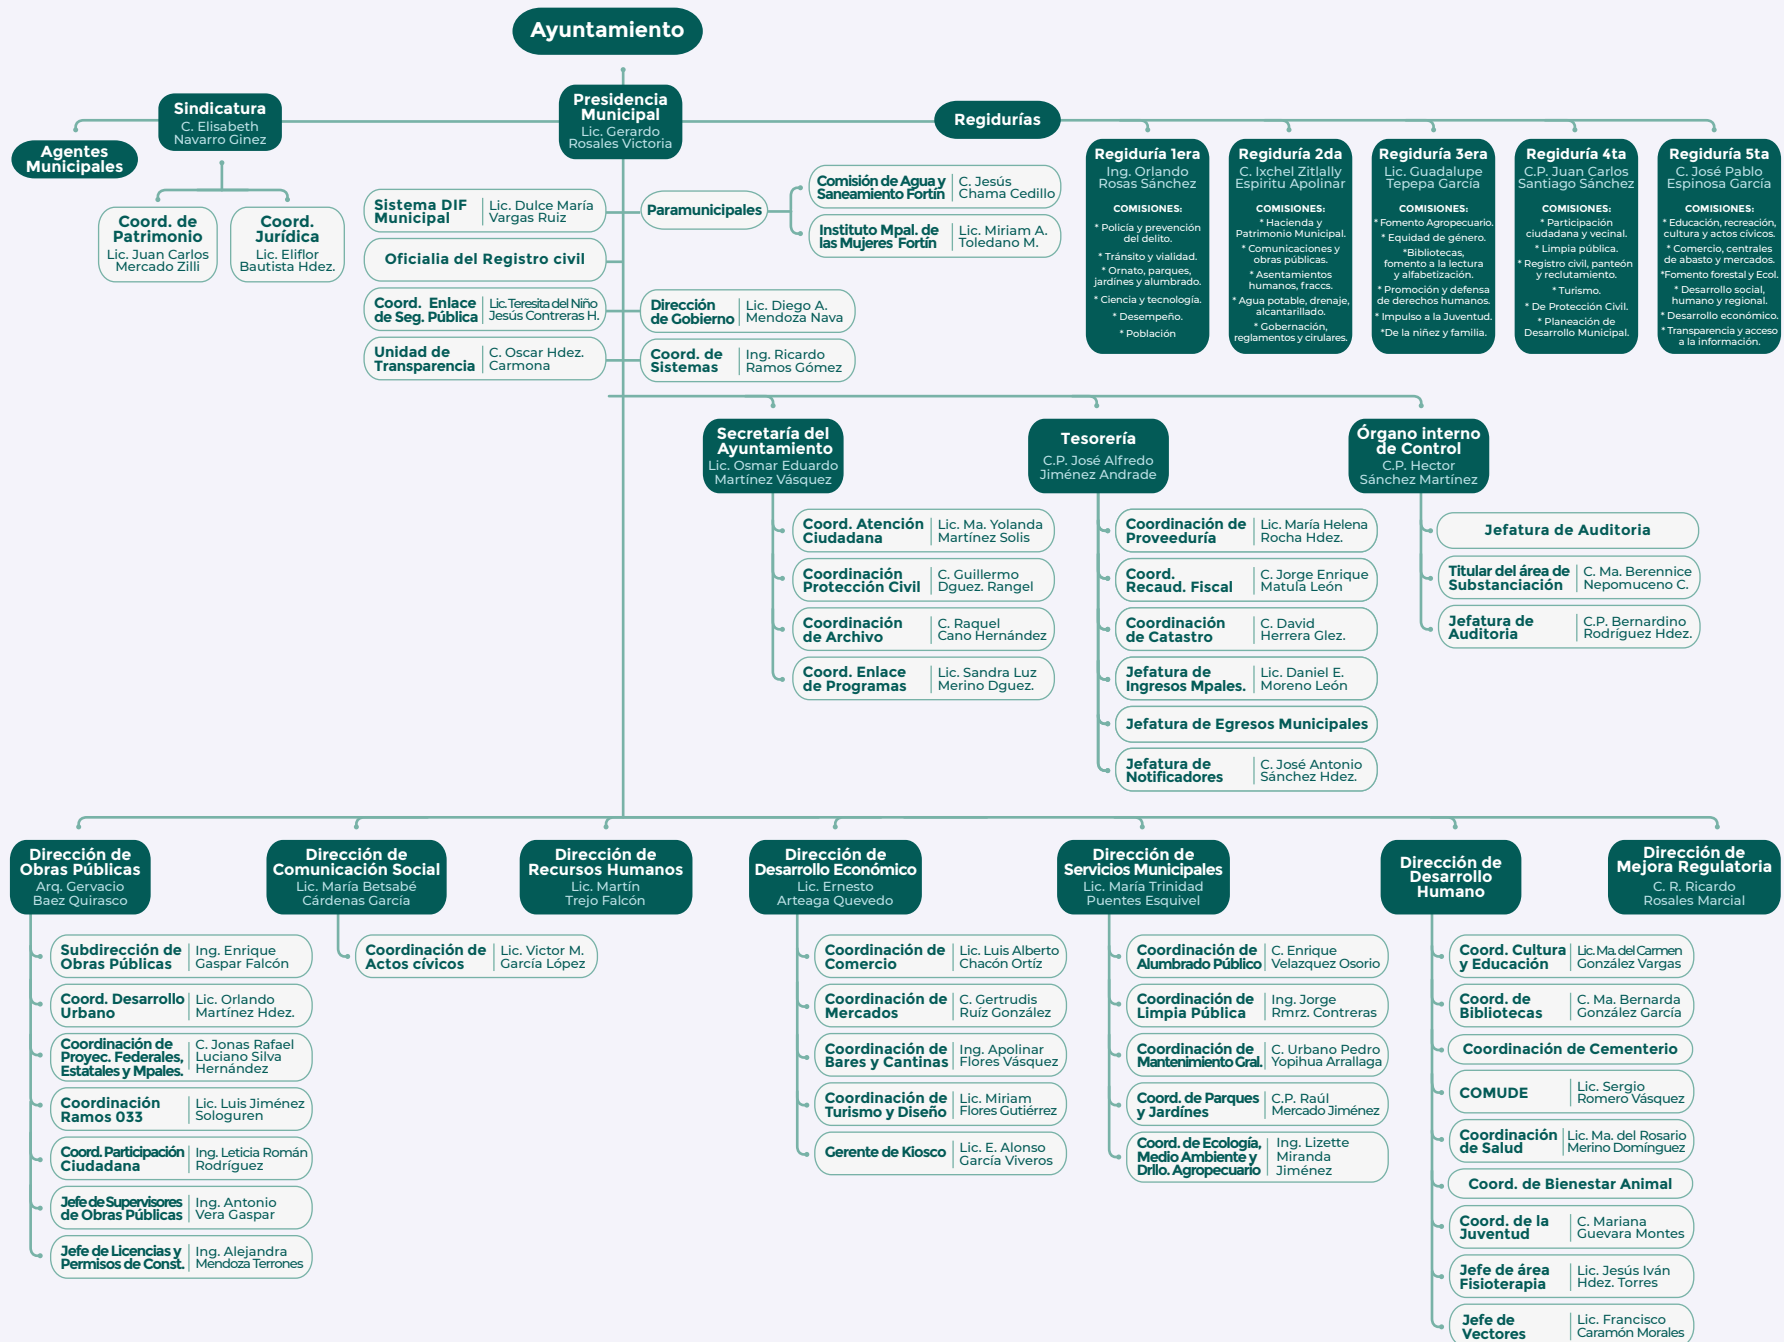 Ayuntamiento
Sindicatura
C. Elisabeth
Navarro Ginez
Presidencia
Municipal
Lic. Gerardo
Rosales Victoria
Regidurías
Agentes
Municipales
Coord. de
Patrimonio
Lic. Juan Carlos
Mercado Zilli
Coord.
Jurídica
Lic. Eliflor
Bautista Hdez.
Sistema DIF
Municipal
Lic. Dulce María
Vargas Ruiz
Oficialia del Registro civil
Coord. Enlace
de Seg. Pública
Lic. Teresita del Niño
Jesús Contreras H.
Unidad de
Transparencia
C. Oscar Hdez.
Carmona
Paramunicipales
Comisión de Agua y
Saneamiento Fortín
C. Jesús
Chama Cedillo
Instituto Mpal. de
las Mujeres Fortín
Lic. Miriam A.
Toledano M.
Dirección
de Gobierno
Lic. Diego A.
Mendoza Nava
Coord. de
Sistemas
Ing. Ricardo
Ramos Gómez
Regiduría 1era
Ing. Orlando
Rosas Sánchez
COMISIONES:
* Policía y prevención
del delito.
* Tránsito y vialidad.
* Ornato, parques,
jardines y alumbrado.
* Ciencia y tecnología.
* Desempeño.
* Población
Regiduría 2da
C. Ixchel Zitlally
Espiritu Apolinar
COMISIONES:
* Hacienda y
Patrimonio Municipal.
* Comunicaciones y
obras públicas.
* Asentamientos
humanos, fraccs.
* Agua potable, drenaje,
alcantarillado.
* Gobernación,
reglamentos y cirulares.
Regiduría 3era
Lic. Guadalupe
Tepepa García
COMISIONES:
* Fomento Agropecuario.
* Equidad de género.
*Bibliotecas,
fomento a la lectura
y alfabetización.
* Promoción y defensa
de derechos humanos.
* Impulso a la Juventud.
*De la niñez y familia.
Regiduría 4ta
C.P. Juan Carlos
Santiago Sánchez
COMISIONES:
* Participación
ciudadana y vecinal.
* Limpia pública.
* Registro civil, panteón
y reclutamiento.
* Turismo.
* De Protección Civil.
* Planeación de
Desarrollo Municipal.
Regiduría 5ta
C. José Pablo
Espinosa García
COMISIONES:
* Educación, recreación,
cultura y actos cívicos.
* Comercio, centrales
de abasto y mercados.
*Fomento forestal y Ecol.
* Desarrollo social,
humano y regional.
* Desarrollo económico.
* Transparencia y acceso
a la información.
Secretaría del
Ayuntamiento
Lic. Osmar Eduardo
Martínez Vásquez
Coord. Atención
Ciudadana
Lic. Ma. Yolanda
Martínez Solis
Coordinación
Protección Civil
C. Guillermo
Dguez. Rangel
Coordinación
de Archivo
C. Raquel
Cano Hernández
Coord. Enlace
de Programas
Lic. Sandra Luz
Merino Dguez.
Tesorería
C.P. José Alfredo
Jiménez Andrade
Coordinación de
Proveeduría
Lic. María Helena
Rocha Hdez.
Coord.
Recaud. Fiscal
C. Jorge Enrique
Matula León
Coordinación
de Catastro
C. David
Herrera Glez.
Jefatura de
Ingresos Mpales.
Lic. Daniel E.
Moreno León
Jefatura de Egresos Municipales
Jefatura de
Notificadores
C. José Antonio
Sánchez Hdez.
Órgano interno
de Control
C.P. Hector
Sánchez Martínez
Jefatura de Auditoria
Titular del área de
Substanciación
C. Ma. Berennice
Nepomuceno C.
Jefatura de
Auditoria
C.P. Bernardino
Rodríguez Hdez.
Dirección de
Obras Públicas
Arq. Gervacio
Baez Quirasco
Subdirección de
Obras Públicas
Ing. Enrique
Gaspar Falcón
Coord. Desarrollo
Urbano
Lic. Orlando
Martínez Hdez.
Coordinación de
Proyec. Federales,
Estatales y Mpales.
C. Jonas Rafael
Luciano Silva
Hernández
Coordinación
Ramos 033
Lic. Luis Jiménez
Sologuren
Coord. Participación
Ciudadana
Ing. Leticia Román
Rodríguez
Jefe de Supervisores
de Obras Públicas
Ing. Antonio
Vera Gaspar
Jefe de Licencias y
Permisos de Const.
Ing. Alejandra
Mendoza Terrones
Dirección de
Comunicación Social
Lic. María Betsabé
Cárdenas García
Coordinación de
Actos cívicos
Lic. Victor M.
García López
Dirección de
Recursos Humanos
Lic. Martín
Trejo Falcón
Dirección de
Desarrollo Económico
Lic. Ernesto
Arteaga Quevedo
Coordinación de
Comercio
Lic. Luis Alberto
Chacón Ortíz
Coordinación de
Mercados
C. Gertrudis
Ruíz González
Coordinación de
Bares y Cantinas
Ing. Apolinar
Flores Vásquez
Coordinación de
Turismo y Diseño
Lic. Miriam
Flores Gutiérrez
Gerente de Kiosco
Lic. E. Alonso
García Viveros
Dirección de
Servicios Municipales
Lic. María Trinidad
Puentes Esquivel
Coordinación de
Alumbrado Público
C. Enrique
Velazquez Osorio
Coordinación de
Limpia Pública
Ing. Jorge
Rmrz. Contreras
Coordinación de
Mantenimiento Gral.
C. Urbano Pedro
Yopihua Arrallaga
Coord. de Parques
y Jardínes
C.P. Raúl
Mercado Jiménez
Coord. de Ecología,
Medio Ambiente y
Drllo. Agropecuario
Ing. Lizette
Miranda
Jiménez
Dirección de
Desarrollo
Humano
Coord. Cultura
y Educación
Lic. Ma. del Carmen
González Vargas
Coord. de
Bibliotecas
C. Ma. Bernarda
González García
Coordinación de Cementerio
COMUDE
Lic. Sergio
Romero Vásquez
Coordinación
de Salud
Lic. Ma. del Rosario
Merino Domínguez
Coord. de Bienestar Animal
Coord. de la
Juventud
C. Mariana
Guevara Montes
Jefe de área
Fisioterapia
Lic. Jesús Iván
Hdez. Torres
Jefe de
Vectores
Lic. Francisco
Caramón Morales
Dirección de
Mejora Regulatoria
C. R. Ricardo
Rosales Marcial